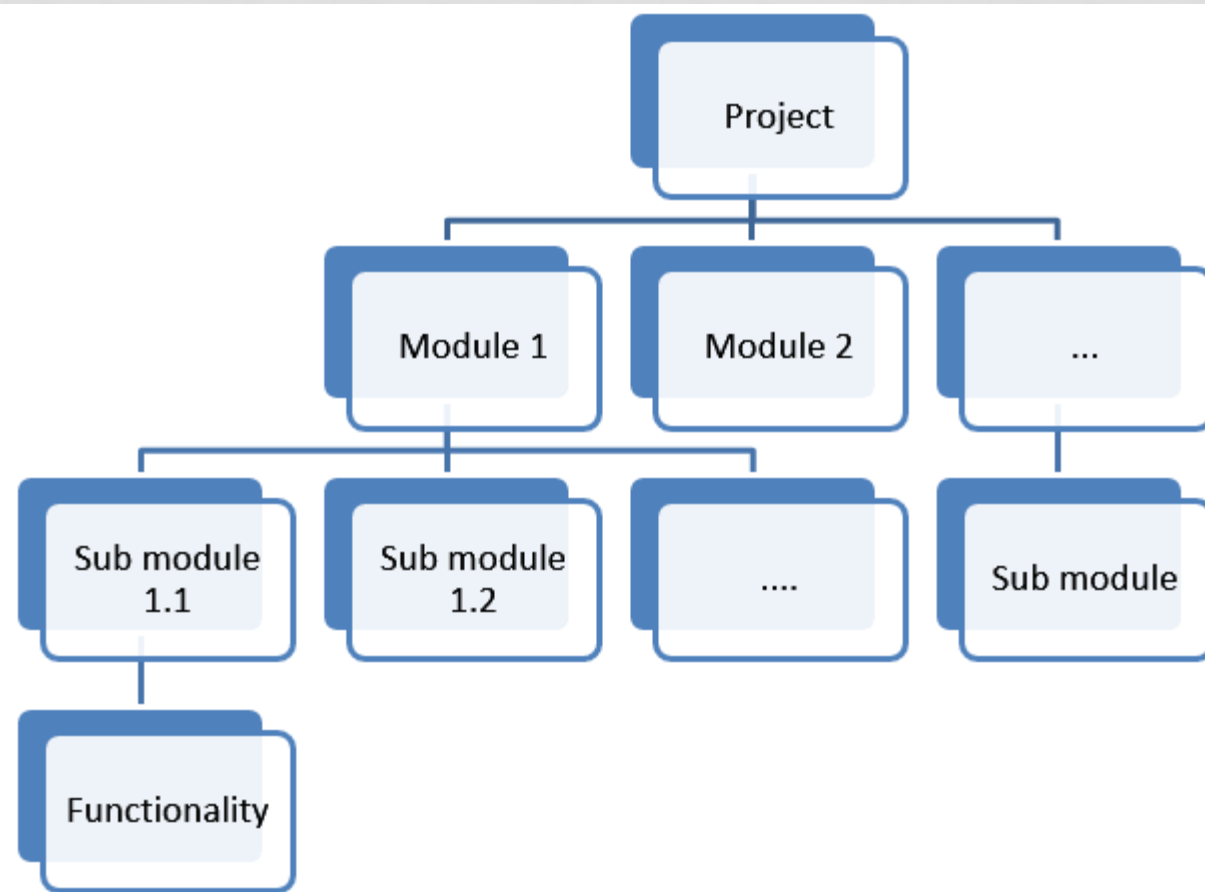 Project
Module 1
Module 2
...
Sub module
1.1
Sub module
1.2
....
Sub module
Functionality